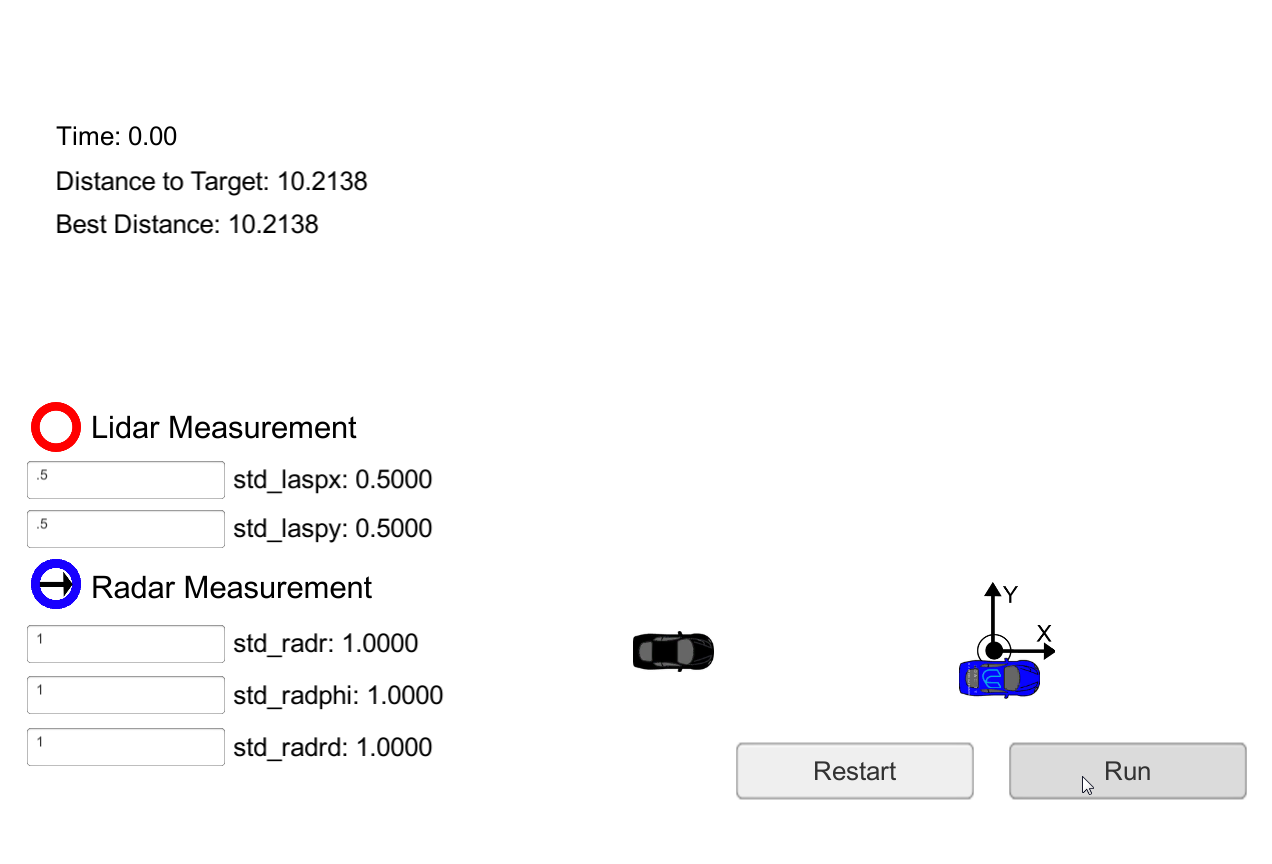 Time: 0.00
Distance to Target: 10.2138
Best Distance: 10.2138
Lidar Measurement
.5 std_laspx: 0.5000
.5 std_laspy: 0.5000
Radar Measurement
1 std_radr: 1.0000
1 std_radphi: 1.0000
1 std_radrd: 1.0000
Y
X
Restart
Run